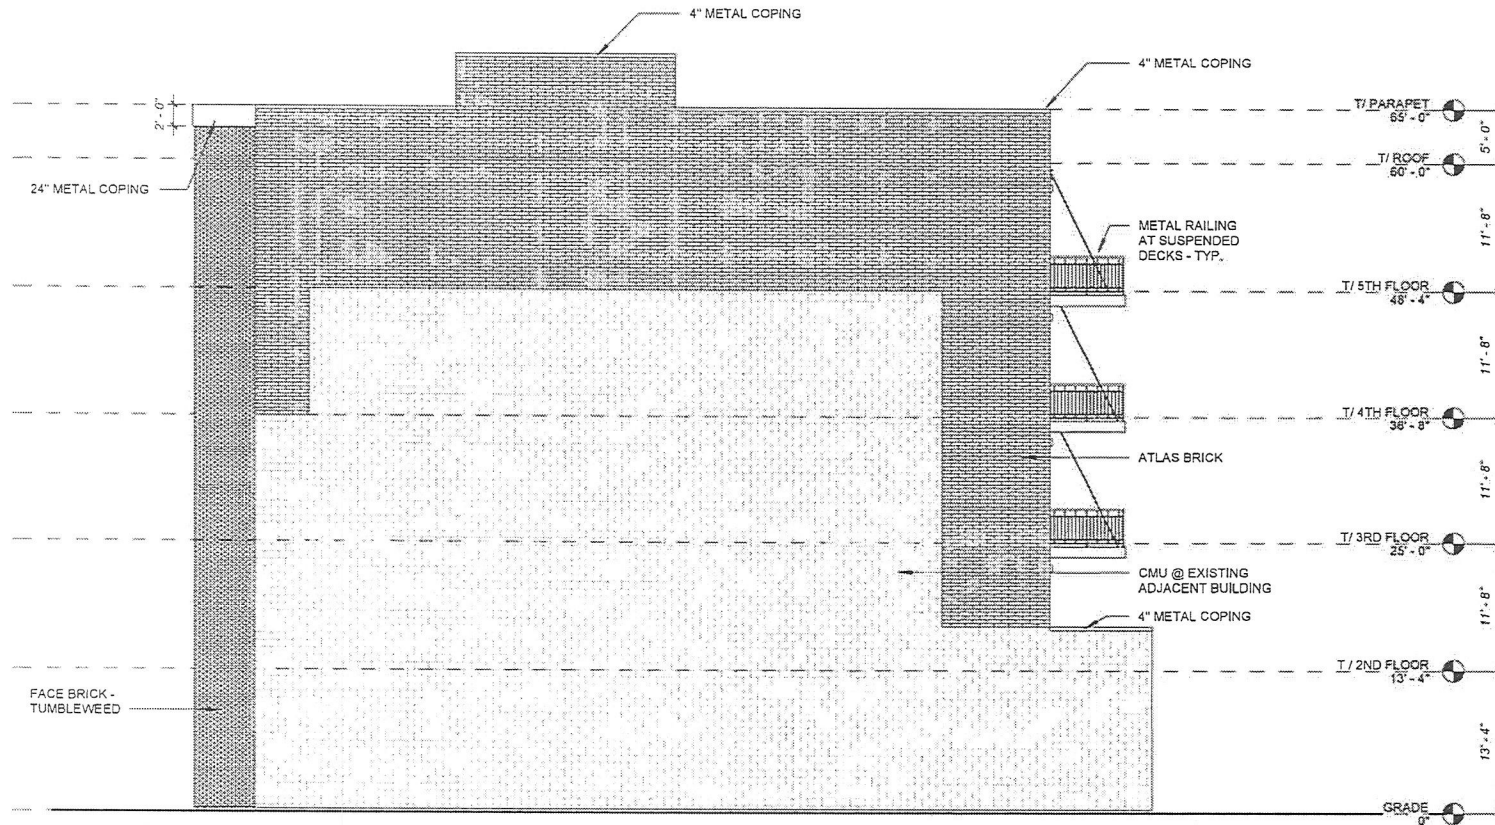 4" METAL COPING
4" METAL COPING
T/ PARAPET
65' - 0"
2' - 0"
5' - 0"
T/ ROOF
60' - 0"
24" METAL COPING
11' - 8"
METAL RAILING
AT SUSPENDED
DECKS - TYP.
T/ 5TH FLOOR
48' - 4"
11' - 8"
T/ 4TH FLOOR
36' - 8"
ATLAS BRICK
11' - 8"
T/ 3RD FLOOR
25' - 0"
CMU @ EXISTING
ADJACENT BUILDING
11' - 8"
4" METAL COPING
T / 2ND FLOOR
13' - 4"
FACE BRICK -
TUMBLEWEED
13' - 4"
GRADE
0"